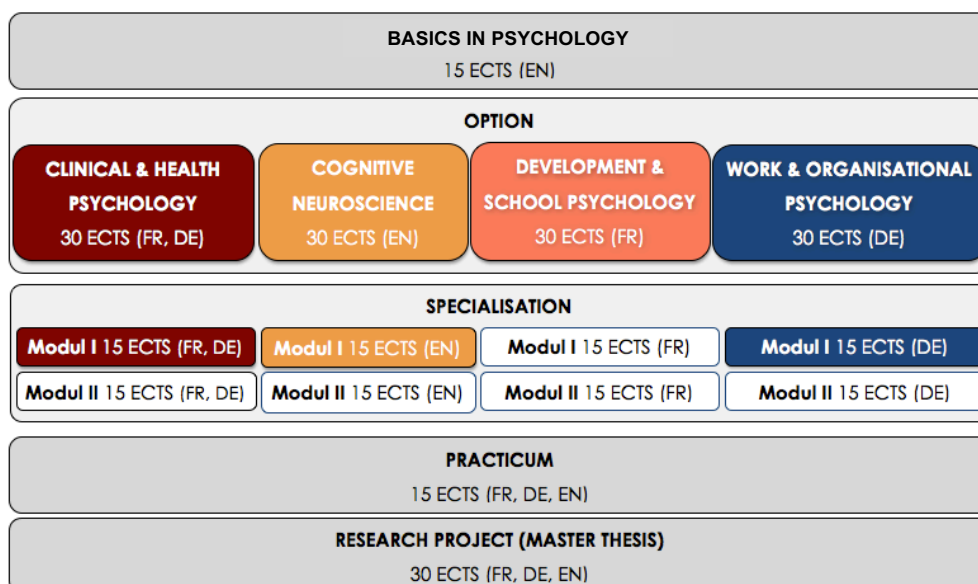 BASICS IN PSYCHOLOGY
15 ECTS (EN)
OPTION
CLINICAL & HEALTH
PSYCHOLOGY
30 ECTS (FR, DE)
COGNITIVE
NEUROSCIENCE
30 ECTS (EN)
DEVELOPMENT &
SCHOOL PSYCHOLOGY
30 ECTS (FR)
WORK & ORGANISATIONAL
PSYCHOLOGY
30 ECTS (DE)
SPECIALISATION
Modul I 15 ECTS (FR, DE)
Modul I 15 ECTS (EN)
Modul I 15 ECTS (FR)
Modul I 15 ECTS (DE)
Modul II 15 ECTS (FR, DE)
Modul II 15 ECTS (EN)
Modul II 15 ECTS (FR)
Modul II 15 ECTS (DE)
PRACTICUM
15 ECTS (FR, DE, EN)
RESEARCH PROJECT (MASTER THESIS)
30 ECTS (FR, DE, EN)